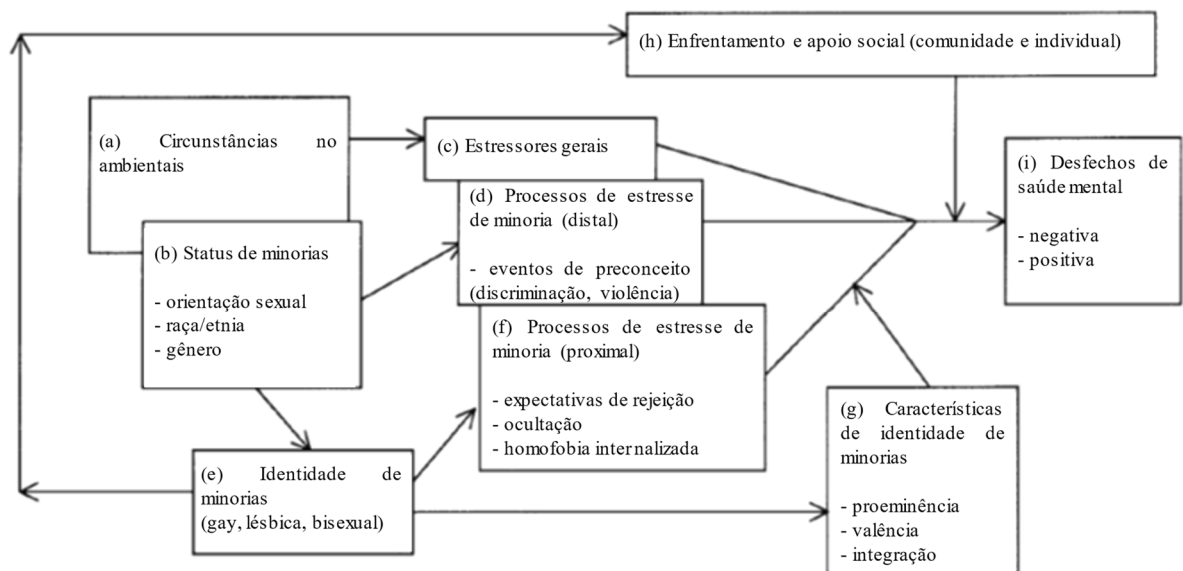 (h) Enfrentamento e apoio social (comunidade e individual)
(a) Circunstâncias no
ambientais
(c) Estressores gerais
(i) Desfechos de
saúde mental
- negativa
- positiva
(d) Processos de estresse
de minoria (distal)
- eventos de preconceito
(discriminação, violência)
(b) Status de minorias
- orientação sexual
- raça/etnia
- gênero
(f) Processos de estresse de
minoria (proximal)
- expectativas de rejeição
- ocultação
- homofobia internalizada
(g) Características
de identidade de
minorias
- proeminência
- valência
- integração
(e) Identidade de
minorias
(gay, lésbica, bisexual)